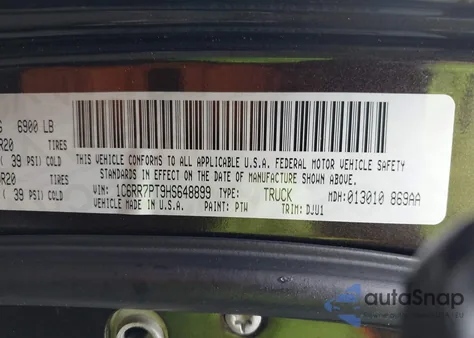 6900 LB
R20 TIRES
( 39 PSI) COLD
R20 TIRES
( 39 PSI) COLD
THIS VEHICLE CONFORMS TO ALL APPLICABLE U.S.A. FEDERAL MOTOR VEHICLE SAFETY
STANDARDS IN EFFECT ON THE DATE OF MANUFACTURE SHOWN ABOVE.
VIN: 1C6RR7PT9HS648899 TYPE: TRUCK MDH: 013010 869AA
VEHICLE MADE IN U.S.A. PAINT: PTW TRIM: DJU1
autoSnap